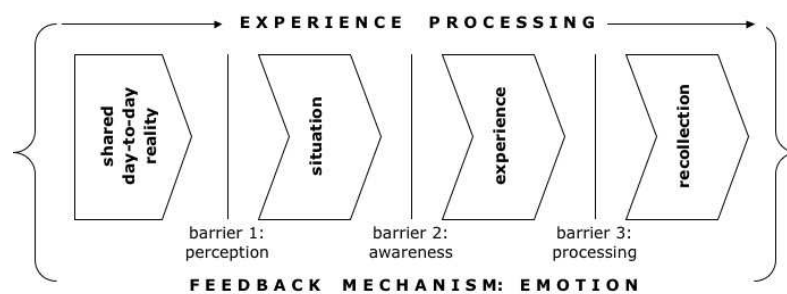 EXPERIENCE PROCESSING
shared
day-to-day
reality
situation
experience
recollection
barrier 1:
perception
barrier 2:
awareness
barrier 3:
processing
FEEDBACK MECHANISM: EMOTION